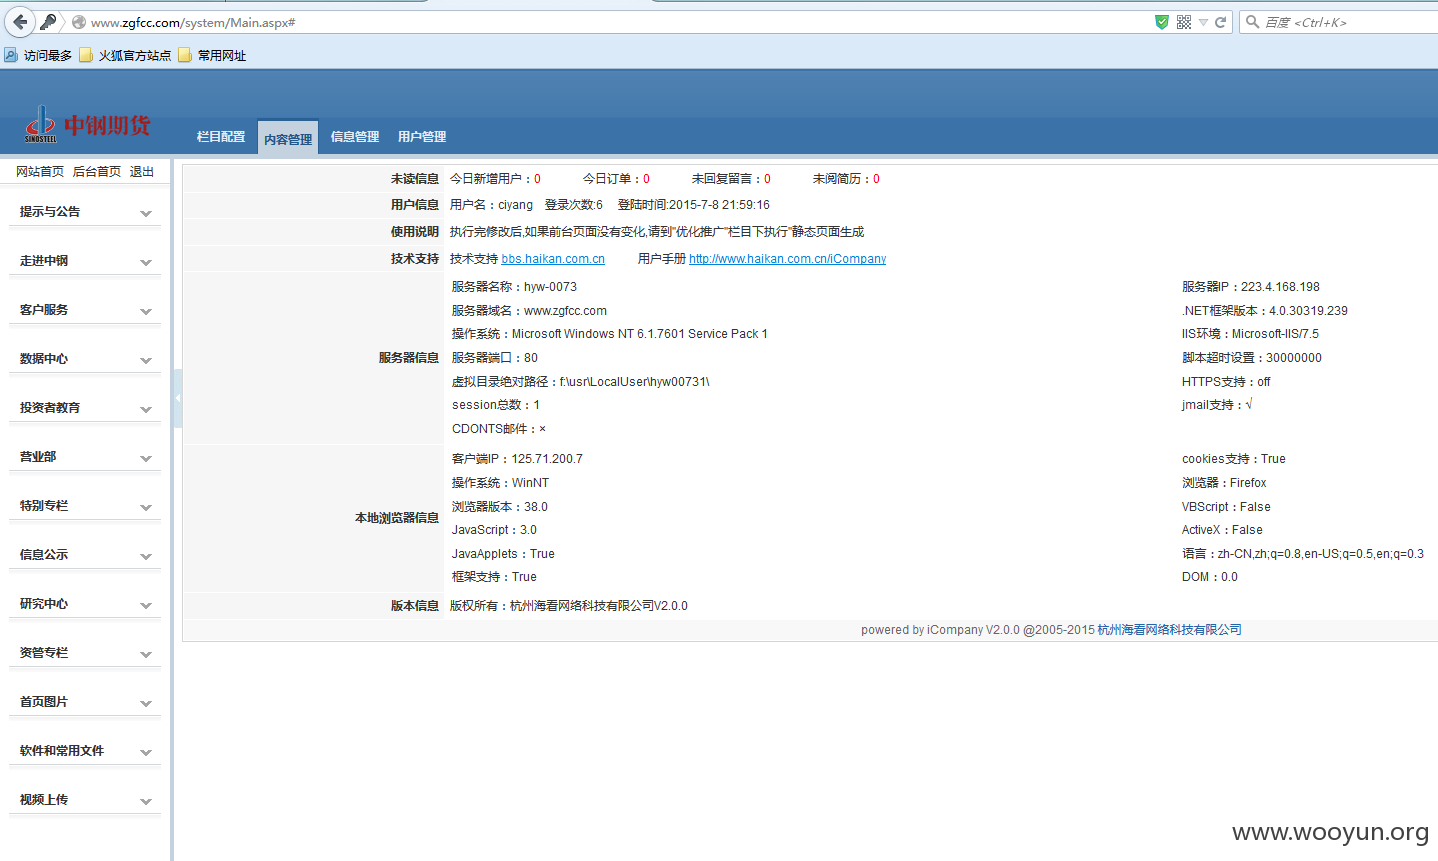 www.zgfcc.com/system/Main.aspx#
百度 <Ctrl+K>
访问最多 火狐官方站点 常用网址
SINOSTEEL 中钢期货
栏目配置 内容管理 信息管理 用户管理
网站首页 后台首页 退出
提示与公告
走进中钢
客户服务
数据中心
投资者教育
营业部
特别专栏
信息公示
研究中心
资管专栏
首页图片
软件和常用文件
视频上传
未读信息 今日新增用户：0 今日订单：0 未回复留言：0 未阅简历：0
用户信息 用户名：ciyang 登录次数:6 登陆时间:2015-7-8 21:59:16
使用说明 执行完修改后,如果前台页面没有变化,请到"优化推广"栏目下执行"静态页面生成
技术支持 技术支持 bbs.haikan.com.cn 用户手册 http://www.haikan.com.cn/iCompany
服务器信息
服务器名称：hyw-0073 服务器IP：223.4.168.198
服务器域名：www.zgfcc.com .NET框架版本：4.0.30319.239
操作系统：Microsoft Windows NT 6.1.7601 Service Pack 1 IIS环境：Microsoft-IIS/7.5
服务器端口：80 脚本超时设置：30000000
虚拟目录绝对路径：f:\usr\LocalUser\hyw00731\ HTTPS支持：off
session总数：1 jmail支持：√
CDONTS邮件：×
本地浏览器信息
客户端IP：125.71.200.7 cookies支持：True
操作系统：WinNT 浏览器：Firefox
浏览器版本：38.0 VBScript：False
JavaScript：3.0 ActiveX：False
JavaApplets：True 语言：zh-CN,zh;q=0.8,en-US;q=0.5,en;q=0.3
框架支持：True DOM：0.0
版本信息 版权所有：杭州海看网络科技有限公司V2.0.0
powered by iCompany V2.0.0 @2005-2015 杭州海看网络科技有限公司
www.wooyun.org